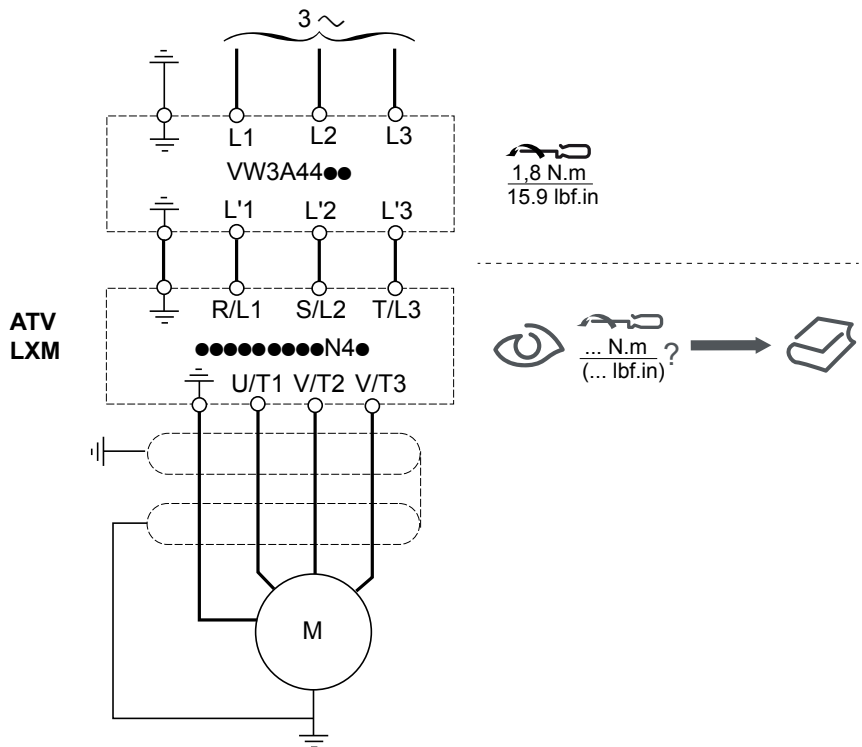 3 ~
L1 L2 L3
VW3A44●●
1,8 N.m
15.9 lbf.in
L'1 L'2 L'3
R/L1 S/L2 T/L3
ATV
LXM
●●●●●●●●●N4●
... N.m
(... lbf.in) ?
U/T1 V/T2 V/T3
M